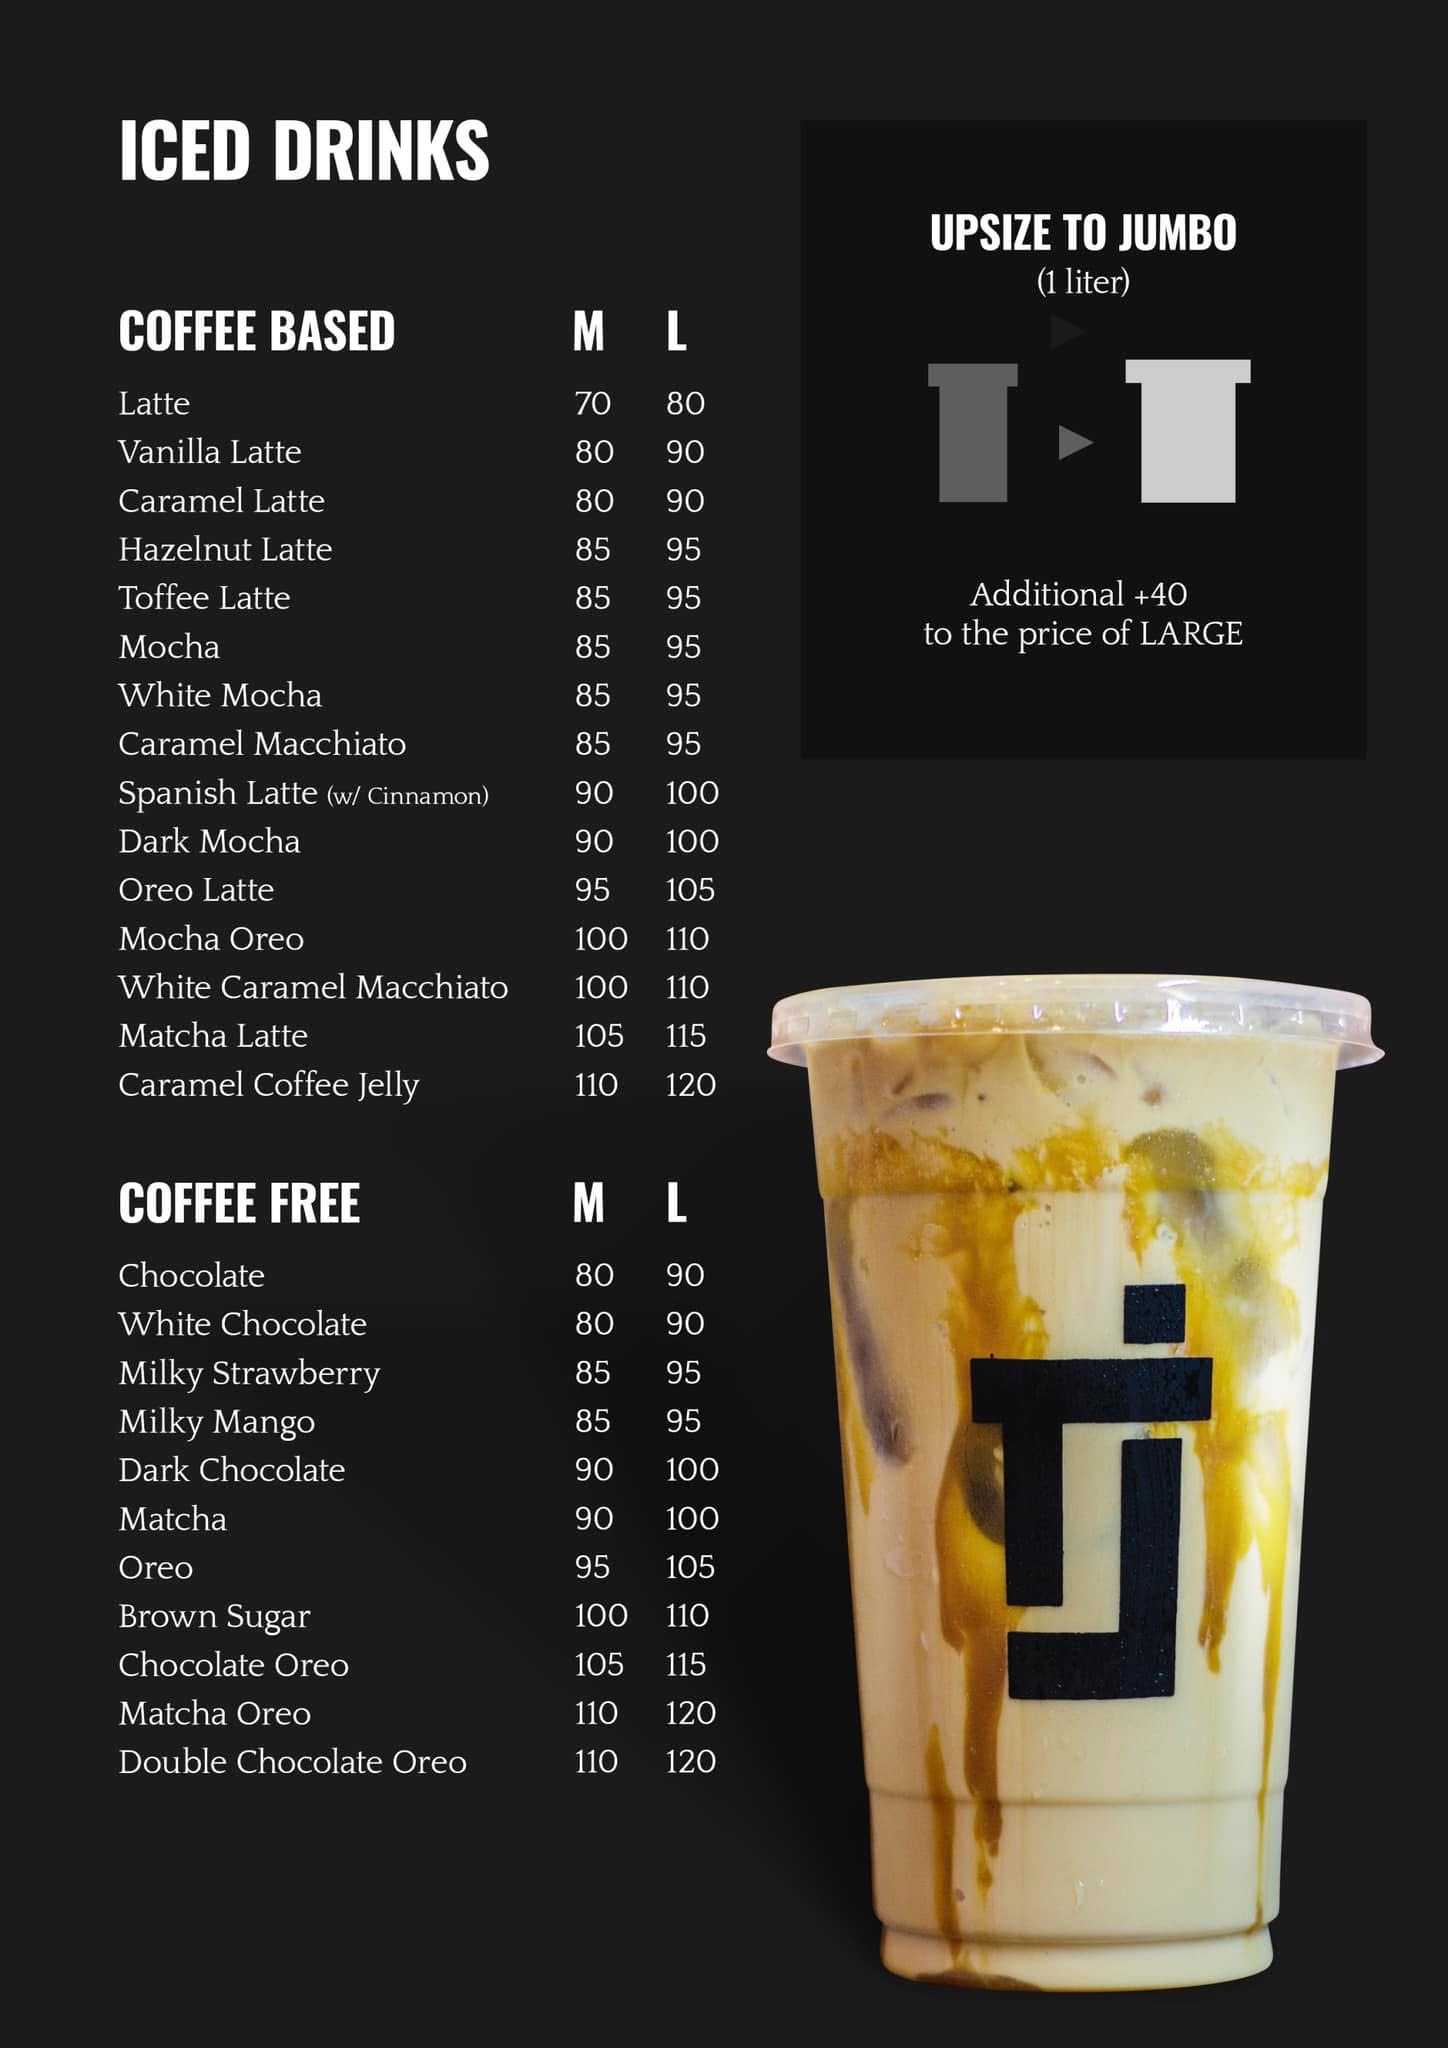 ICED DRINKS
COFFEE BASED M L
Latte 70 80
Vanilla Latte 80 90
Caramel Latte 80 90
Hazelnut Latte 85 95
Toffee Latte 85 95
Mocha 85 95
White Mocha 85 95
Caramel Macchiato 85 95
Spanish Latte (w/ Cinnamon) 90 100
Dark Mocha 90 100
Oreo Latte 95 105
Mocha Oreo 100 110
White Caramel Macchiato 100 110
Matcha Latte 105 115
Caramel Coffee Jelly 110 120
COFFEE FREE M L
Chocolate 80 90
White Chocolate 80 90
Milky Strawberry 85 95
Milky Mango 85 95
Dark Chocolate 90 100
Matcha 90 100
Oreo 95 105
Brown Sugar 100 110
Chocolate Oreo 105 115
Matcha Oreo 110 120
Double Chocolate Oreo 110 120
UPSIZE TO JUMBO
(1 liter)
Additional +40
to the price of LARGE